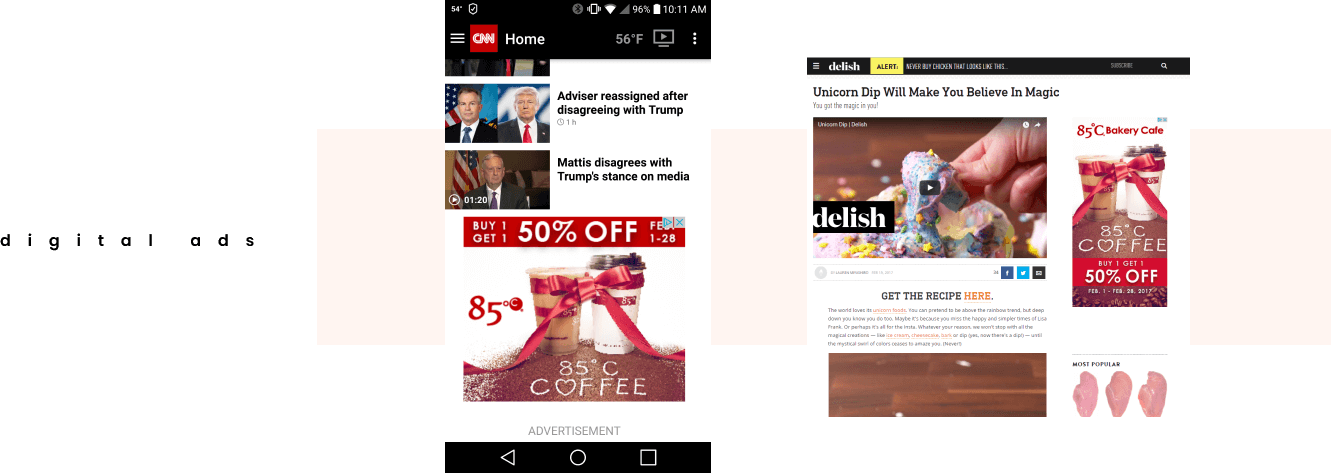 digital ads
54°
96% 10:11 AM
CNN Home 56°F
Adviser reassigned after
disagreeing with Trump
1 h
Mattis disagrees with
Trump's stance on media
01:20
BUY 1
GET 1 50% OFF FEB.
1-28
85°C
85°C
COFFEE
ADVERTISEMENT
delish ALERT: NEVER BUY CHICKEN THAT LOOKS LIKE THIS... SUBSCRIBE
Unicorn Dip Will Make You Believe In Magic
You got the magic in you!
Unicorn Dip | Delish
delish
GET THE RECIPE HERE.
The world loves its unicorn foods. You can pretend to be above the rainbow trend, but deep
down you know you do too. Maybe it's because you miss the happy and simpler times of Lisa
Frank. Or perhaps it's all for the Insta. Whatever your reason, we won't stop with all the
magical creations — like ice cream, cheesecake, bars or dip (yes, now there's a dip!) — until
the mystical swirl of colors ceases to amaze you. (Never!)
85°C Bakery Cafe
85°C
COFFEE
BUY 1 GET 1
50% OFF
FEB. 1 - FEB. 28, 2017
MOST POPULAR